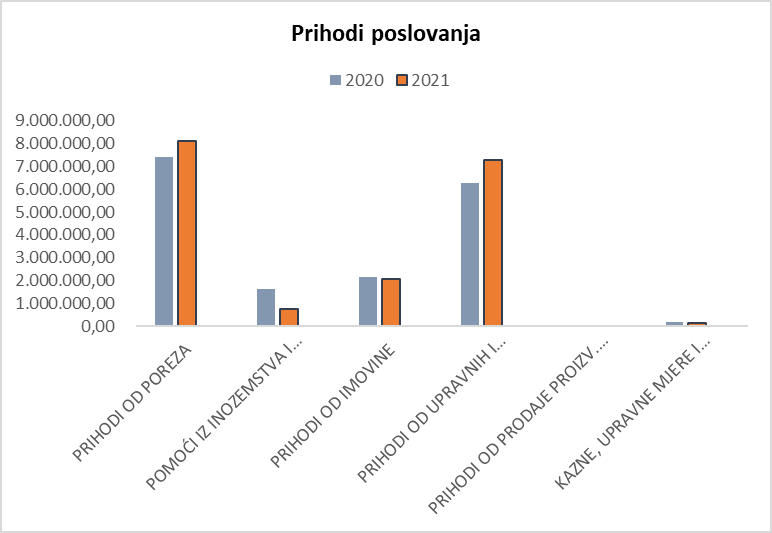 Prihodi poslovanja
2020 2021
9.000.000,00
8.000.000,00
7.000.000,00
6.000.000,00
5.000.000,00
4.000.000,00
3.000.000,00
2.000.000,00
1.000.000,00
0,00
PRIHODI OD POREZA
POMOĆI IZ INOZEMSTVA I…
PRIHODI OD IMOVINE
PRIHODI OD UPRAVNIH I…
PRIHODI OD PRODAJE PROIZV….
KAZNE, UPRAVNE MJERE I…